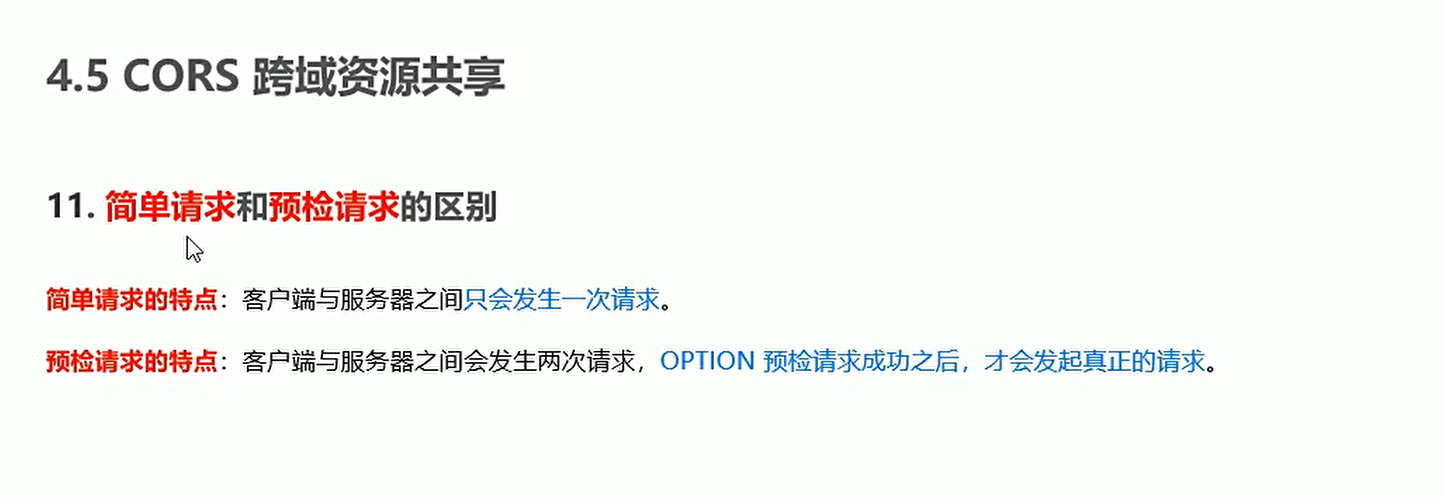 4.5 CORS 跨域资源共享
11. 简单请求和预检请求的区别
简单请求的特点：客户端与服务器之间只会发生一次请求。
预检请求的特点：客户端与服务器之间会发生两次请求，OPTION 预检请求成功之后，才会发起真正的请求。